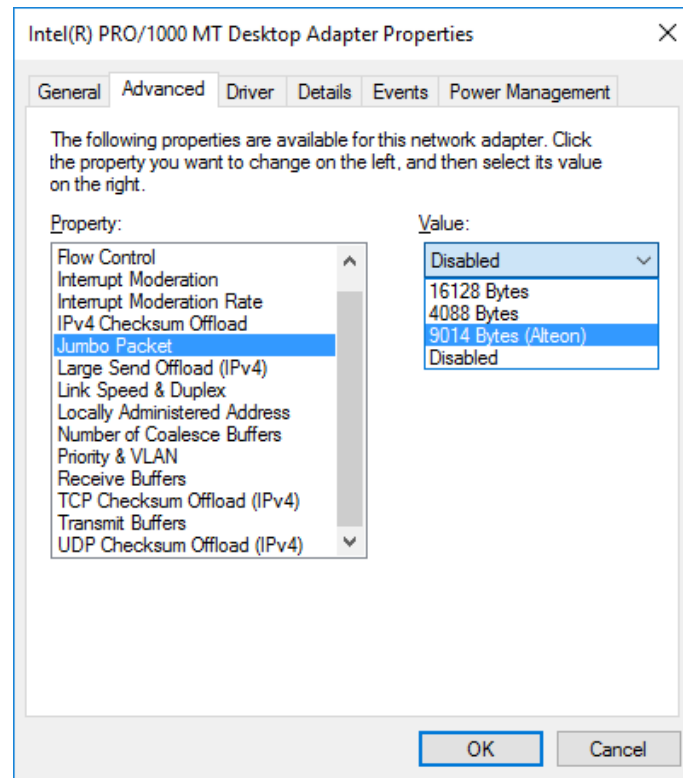 Intel(R) PRO/1000 MT Desktop Adapter Properties
General Advanced Driver Details Events Power Management
The following properties are available for this network adapter. Click
the property you want to change on the left, and then select its value
on the right.
Property:
Flow Control
Interrupt Moderation
Interrupt Moderation Rate
IPv4 Checksum Offload
Jumbo Packet
Large Send Offload (IPv4)
Link Speed & Duplex
Locally Administered Address
Number of Coalesce Buffers
Priority & VLAN
Receive Buffers
TCP Checksum Offload (IPv4)
Transmit Buffers
UDP Checksum Offload (IPv4)
Value:
Disabled
16128 Bytes
4088 Bytes
9014 Bytes (Alteon)
Disabled
OK Cancel